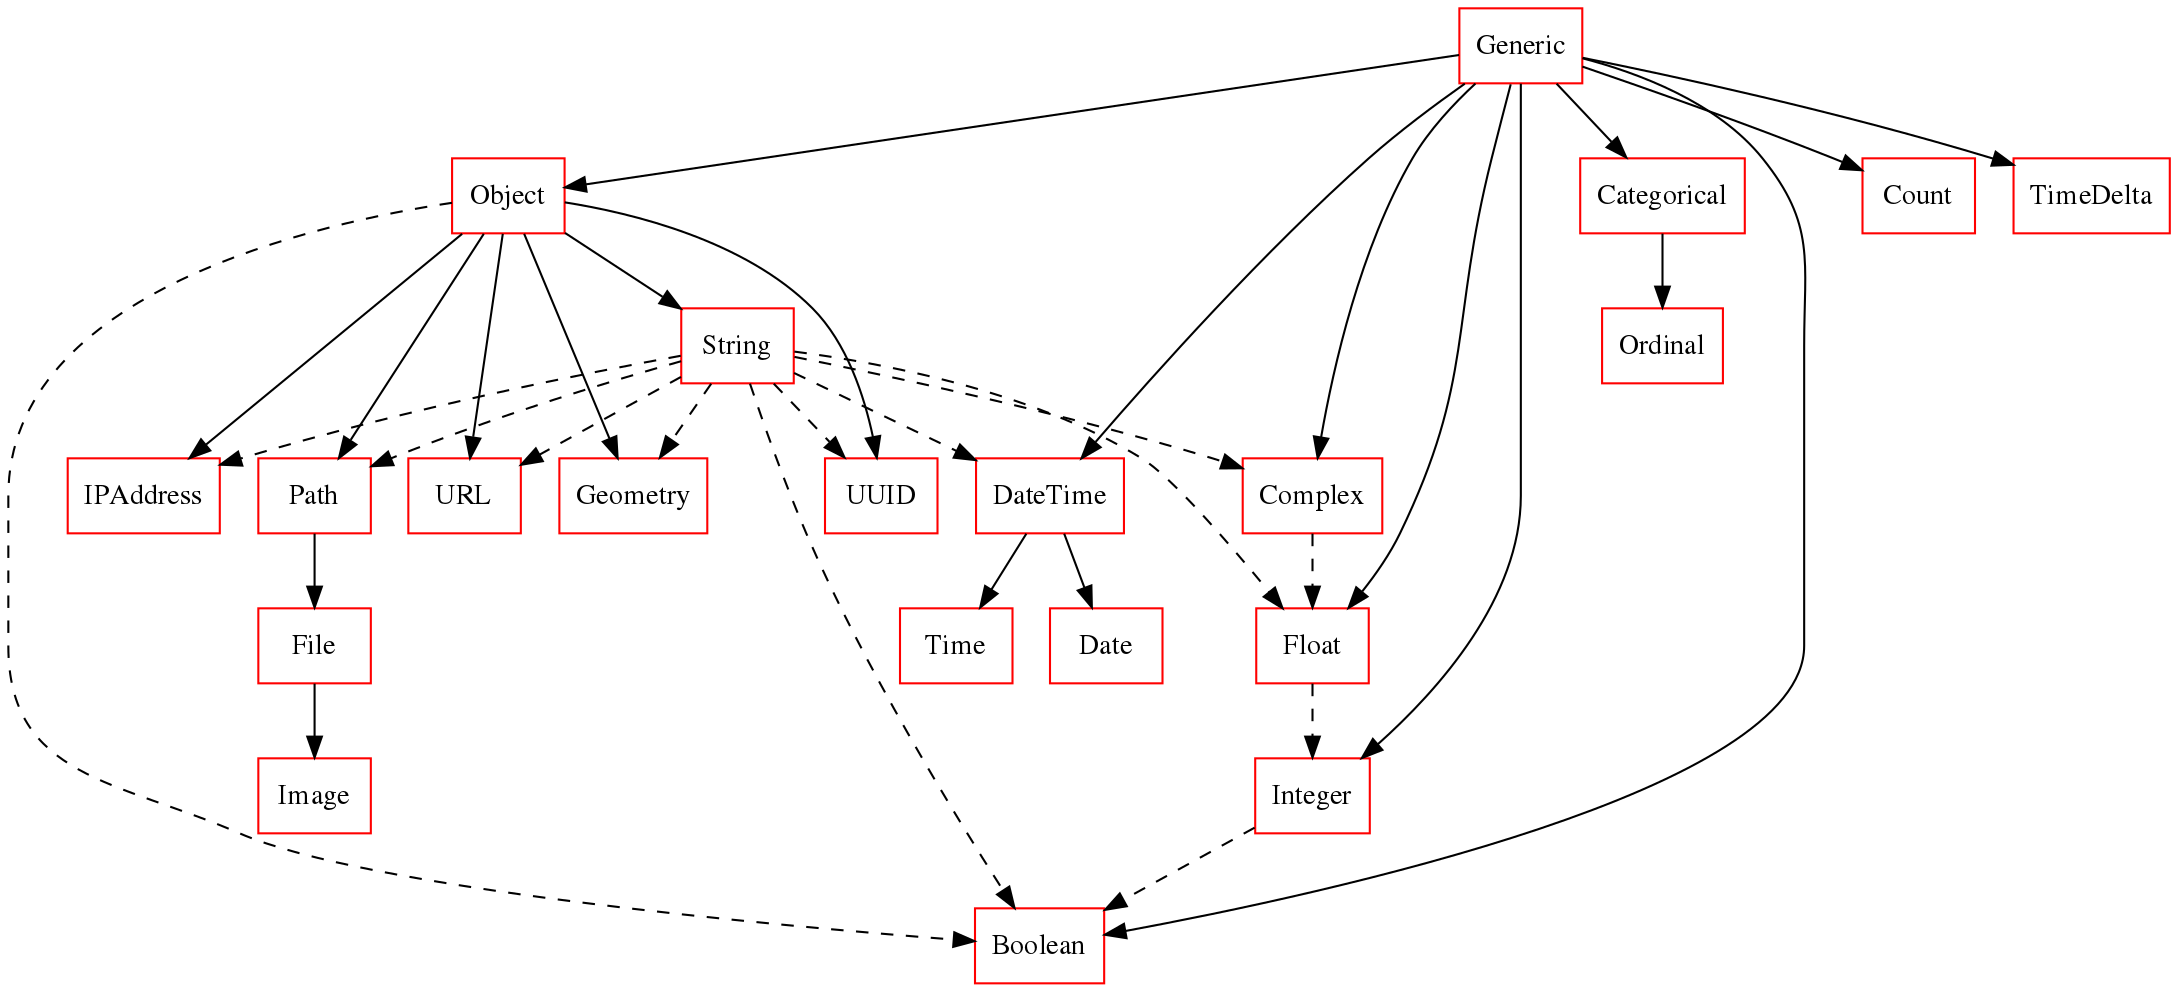 Generic
Object
Categorical
Count
TimeDelta
String
Ordinal
IPAddress
Path
URL
Geometry
UUID
DateTime
Complex
File
Time
Date
Float
Image
Integer
Boolean